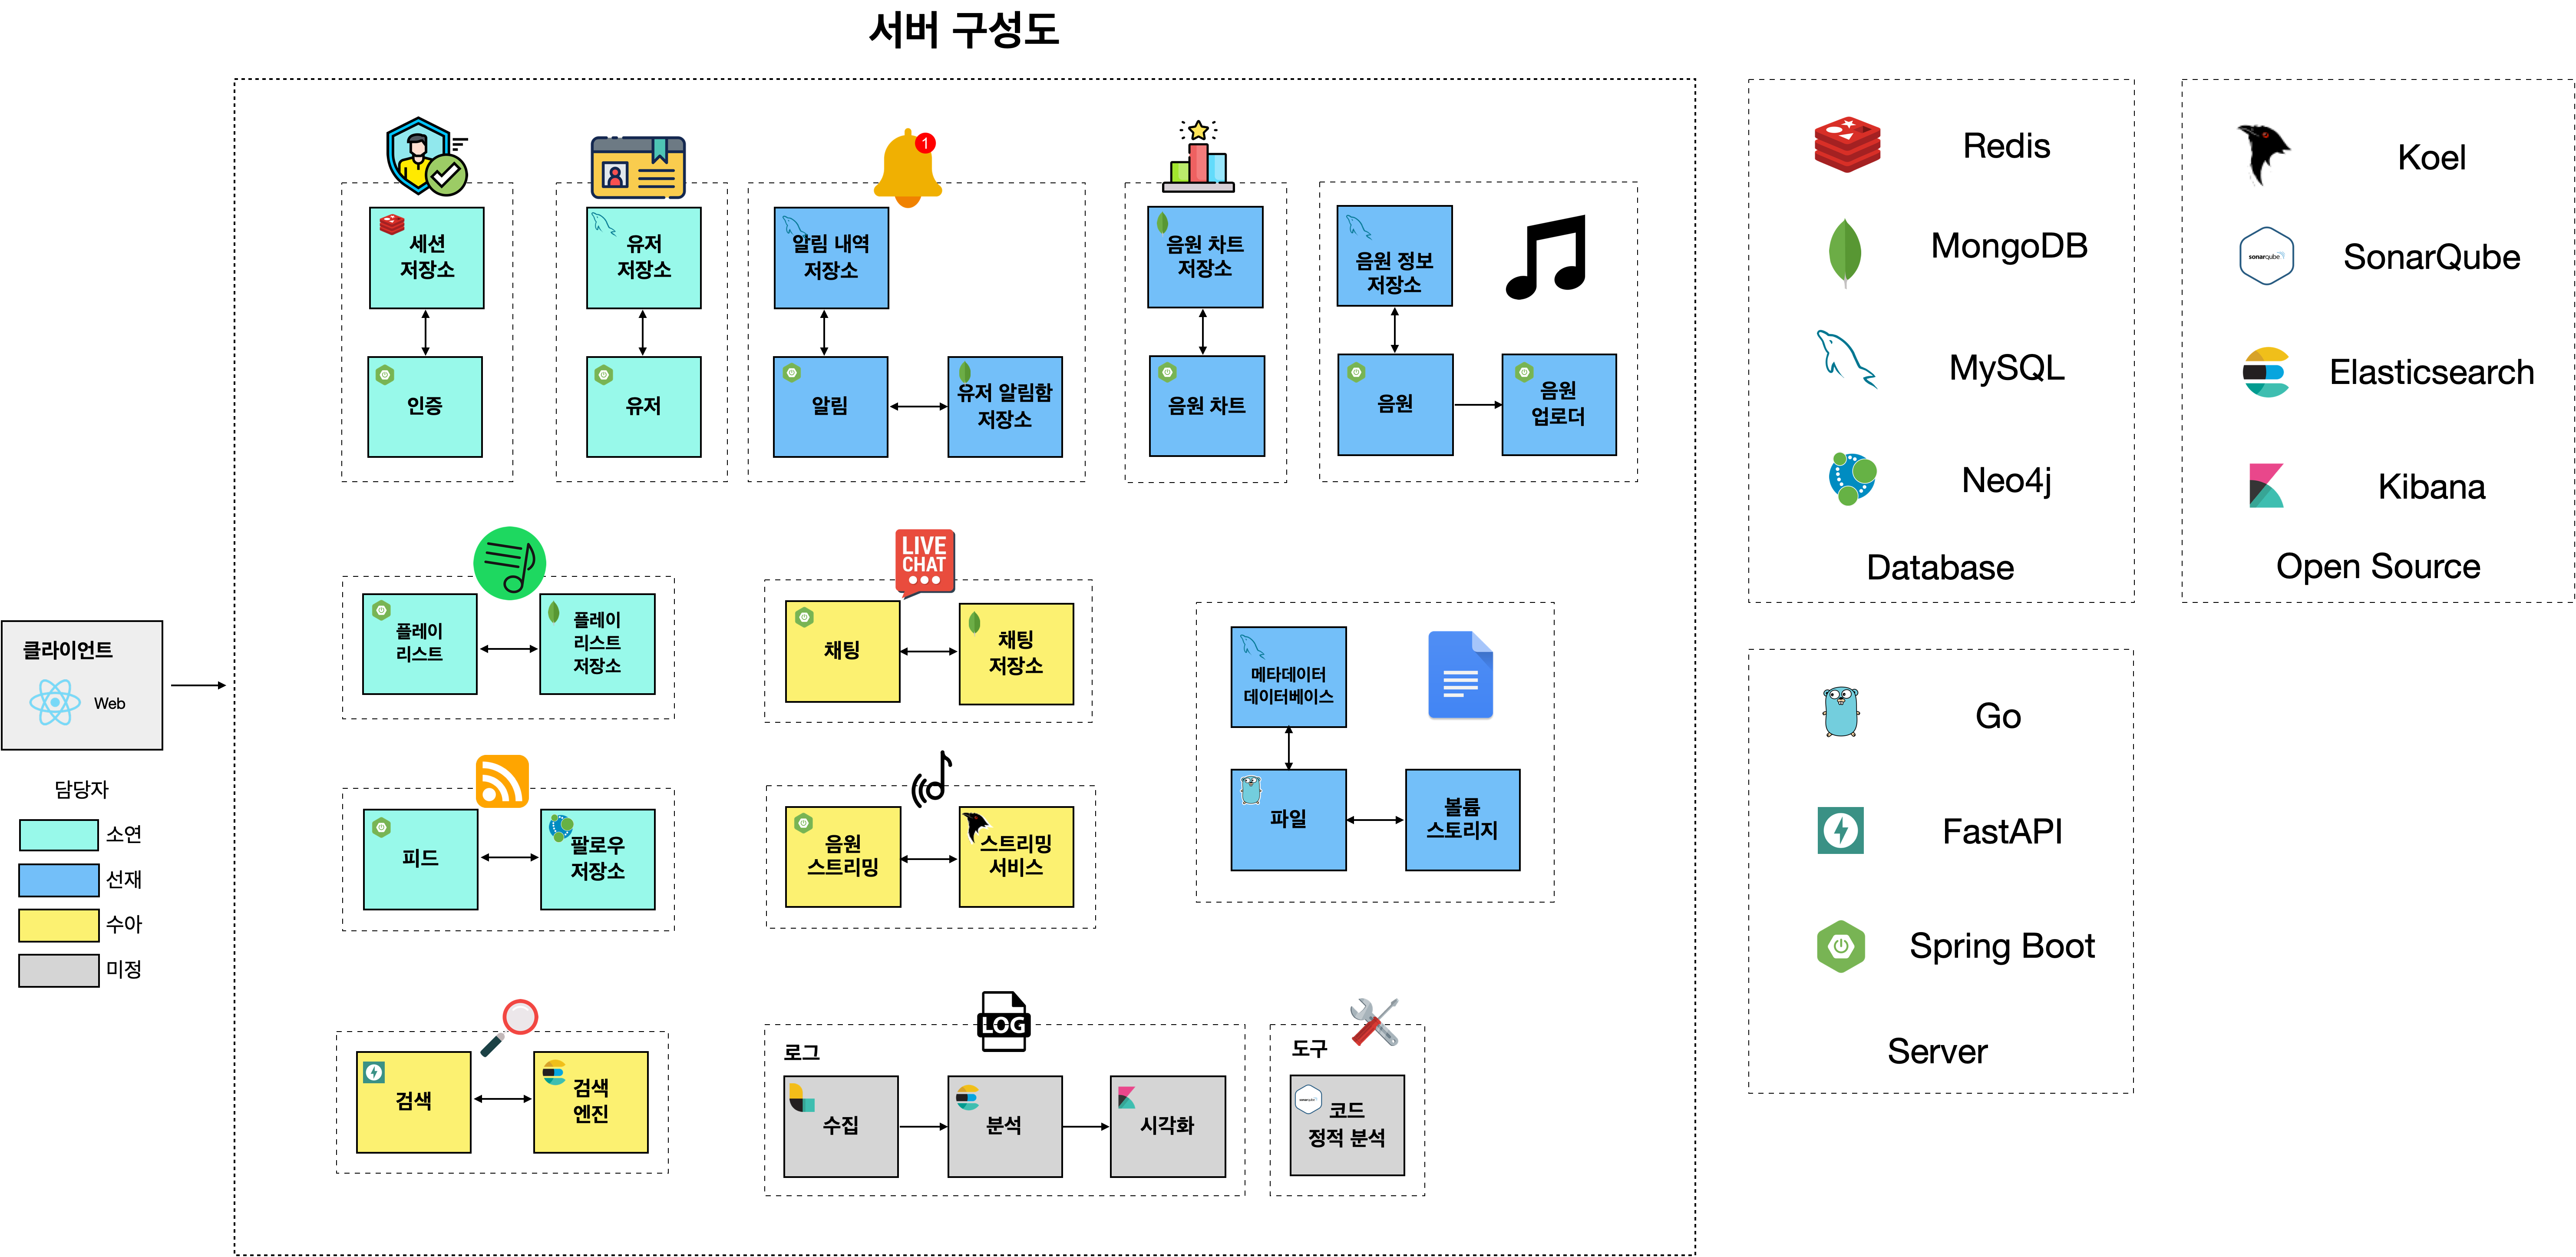 서버 구성도
1
세션
저장소
인증
유저
저장소
유저
알림 내역
저장소
알림
유저 알림함
저장소
음원 차트
저장소
음원 차트
음원 정보
저장소
음원
음원
업로더
플레이
리스트
플레이
리스트
저장소
LIVE
CHAT
채팅
채팅
저장소
메타데이터
데이터베이스
파일
볼륨
스토리지
피드
팔로우
저장소
음원
스트리밍
스트리밍
서비스
검색
검색
엔진
LOG
로그
수집
분석
시각화
도구
sonarqube
코드
정적 분석
클라이언트
Web
담당자
소연
선재
수아
미정
Redis
MongoDB
MySQL
Neo4j
Database
Koel
sonarqube
SonarQube
Elasticsearch
Kibana
Open Source
Go
FastAPI
Spring Boot
Server